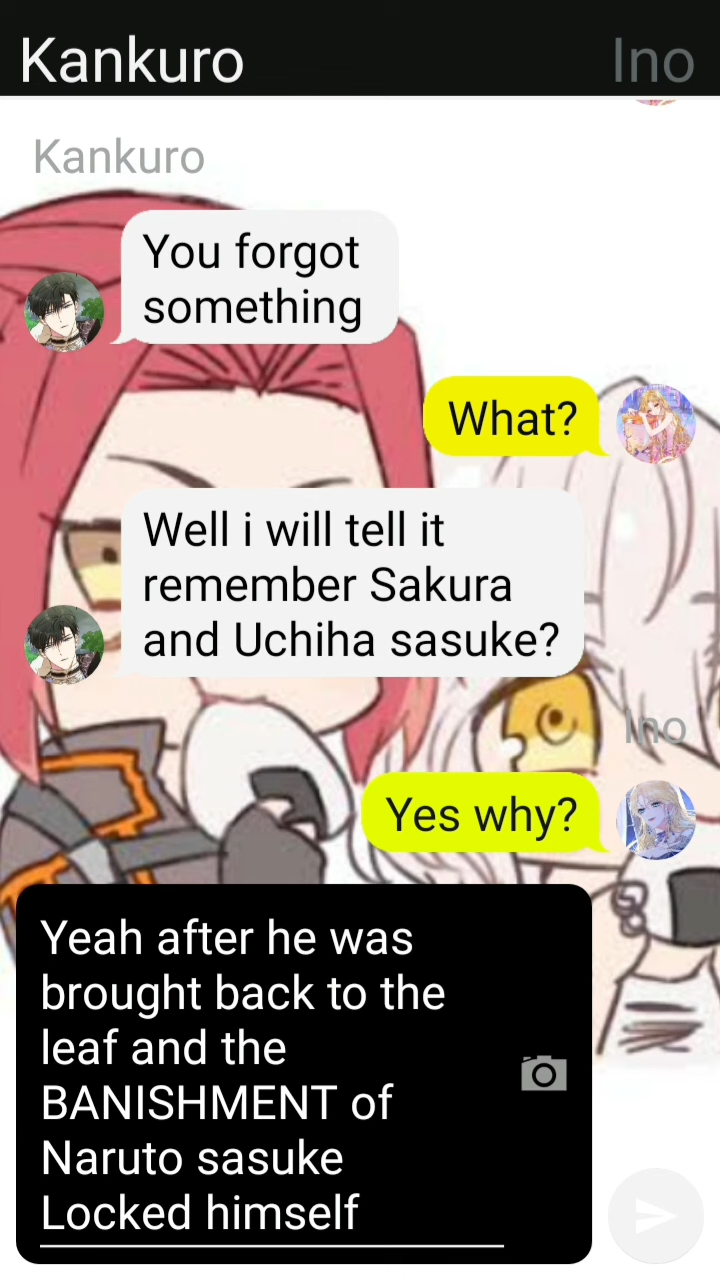 Kankuro
Ino
Kankuro
You forgot
something
What?
Well i will tell it
remember Sakura
and Uchiha sasuke?
Ino
Yes why?
Yeah after he was
brought back to the
leaf and the
BANISHMENT of
Naruto sasuke
Locked himself